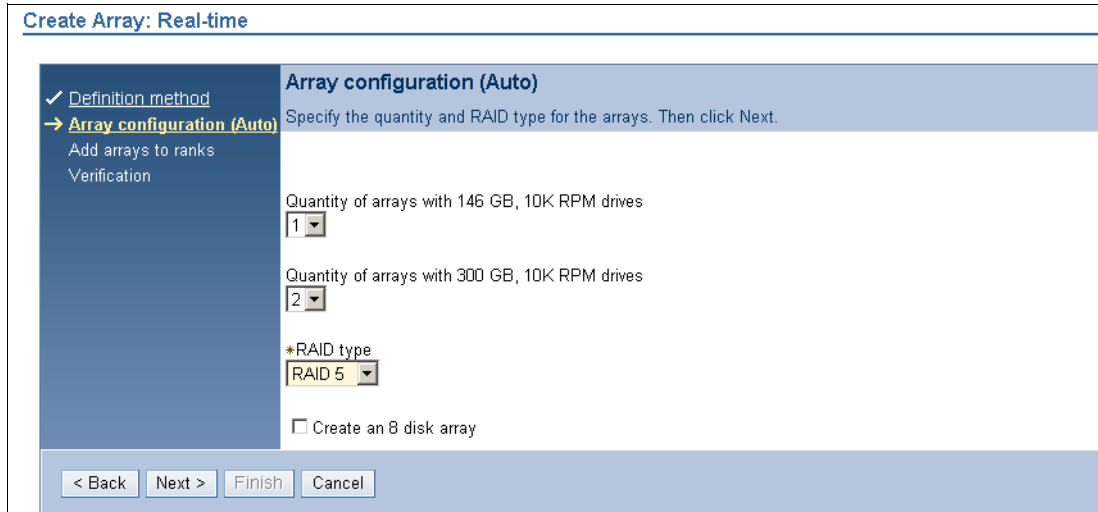 Create Array: Real-time
Definition method
Array configuration (Auto)
Add arrays to ranks
Verification
Array configuration (Auto)
Specify the quantity and RAID type for the arrays. Then click Next.
Quantity of arrays with 146 GB, 10K RPM drives
1
Quantity of arrays with 300 GB, 10K RPM drives
2
*RAID type
RAID 5
Create an 8 disk array
< Back Next > Finish Cancel